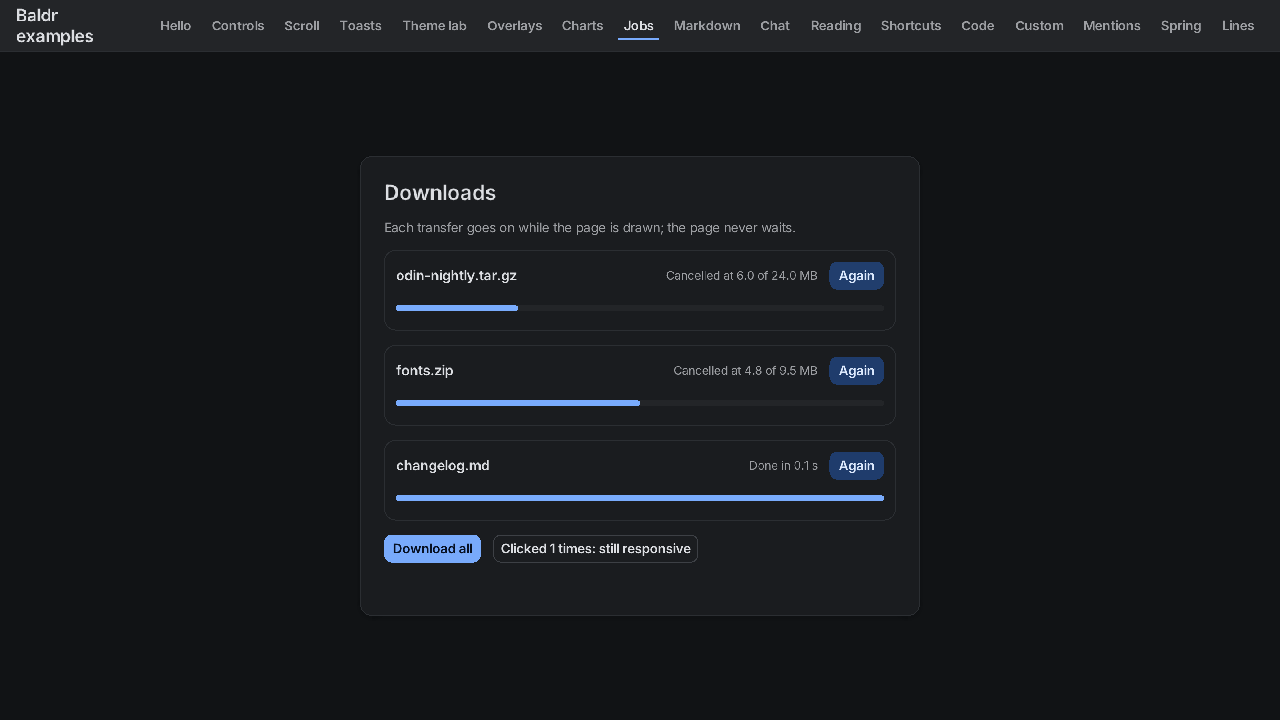 Baldr
examples
Hello Controls Scroll Toasts Theme lab Overlays Charts Jobs Markdown Chat Reading Shortcuts Code Custom Mentions Spring Lines
Downloads
Each transfer goes on while the page is drawn; the page never waits.
odin-nightly.tar.gz Cancelled at 6.0 of 24.0 MB Again
fonts.zip Cancelled at 4.8 of 9.5 MB Again
changelog.md Done in 0.1 s Again
Download all Clicked 1 times: still responsive